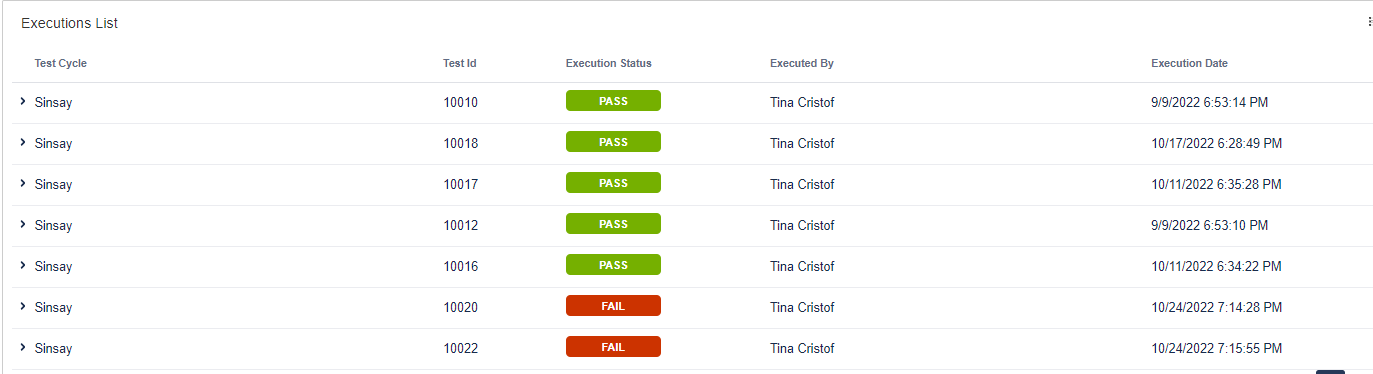 Executions List
Test Cycle Test Id Execution Status Executed By Execution Date
Sinsay 10010 PASS Tina Cristof 9/9/2022 6:53:14 PM
Sinsay 10018 PASS Tina Cristof 10/17/2022 6:28:49 PM
Sinsay 10017 PASS Tina Cristof 10/11/2022 6:35:28 PM
Sinsay 10012 PASS Tina Cristof 9/9/2022 6:53:10 PM
Sinsay 10016 PASS Tina Cristof 10/11/2022 6:34:22 PM
Sinsay 10020 FAIL Tina Cristof 10/24/2022 7:14:28 PM
Sinsay 10022 FAIL Tina Cristof 10/24/2022 7:15:55 PM